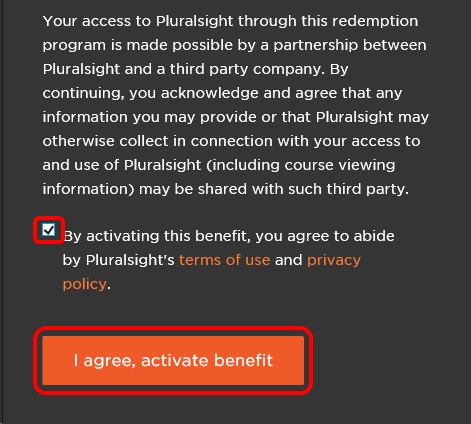 Your access to Pluralsight through this redemption
program is made possible by a partnership between
Pluralsight and a third party company. By
continuing, you acknowledge and agree that any
information you may provide or that Pluralsight may
otherwise collect in connection with your access to
and use of Pluralsight (including course viewing
information) may be shared with such third party.
By activating this benefit, you agree to abide
by Pluralsight's terms of use and privacy
policy.
I agree, activate benefit